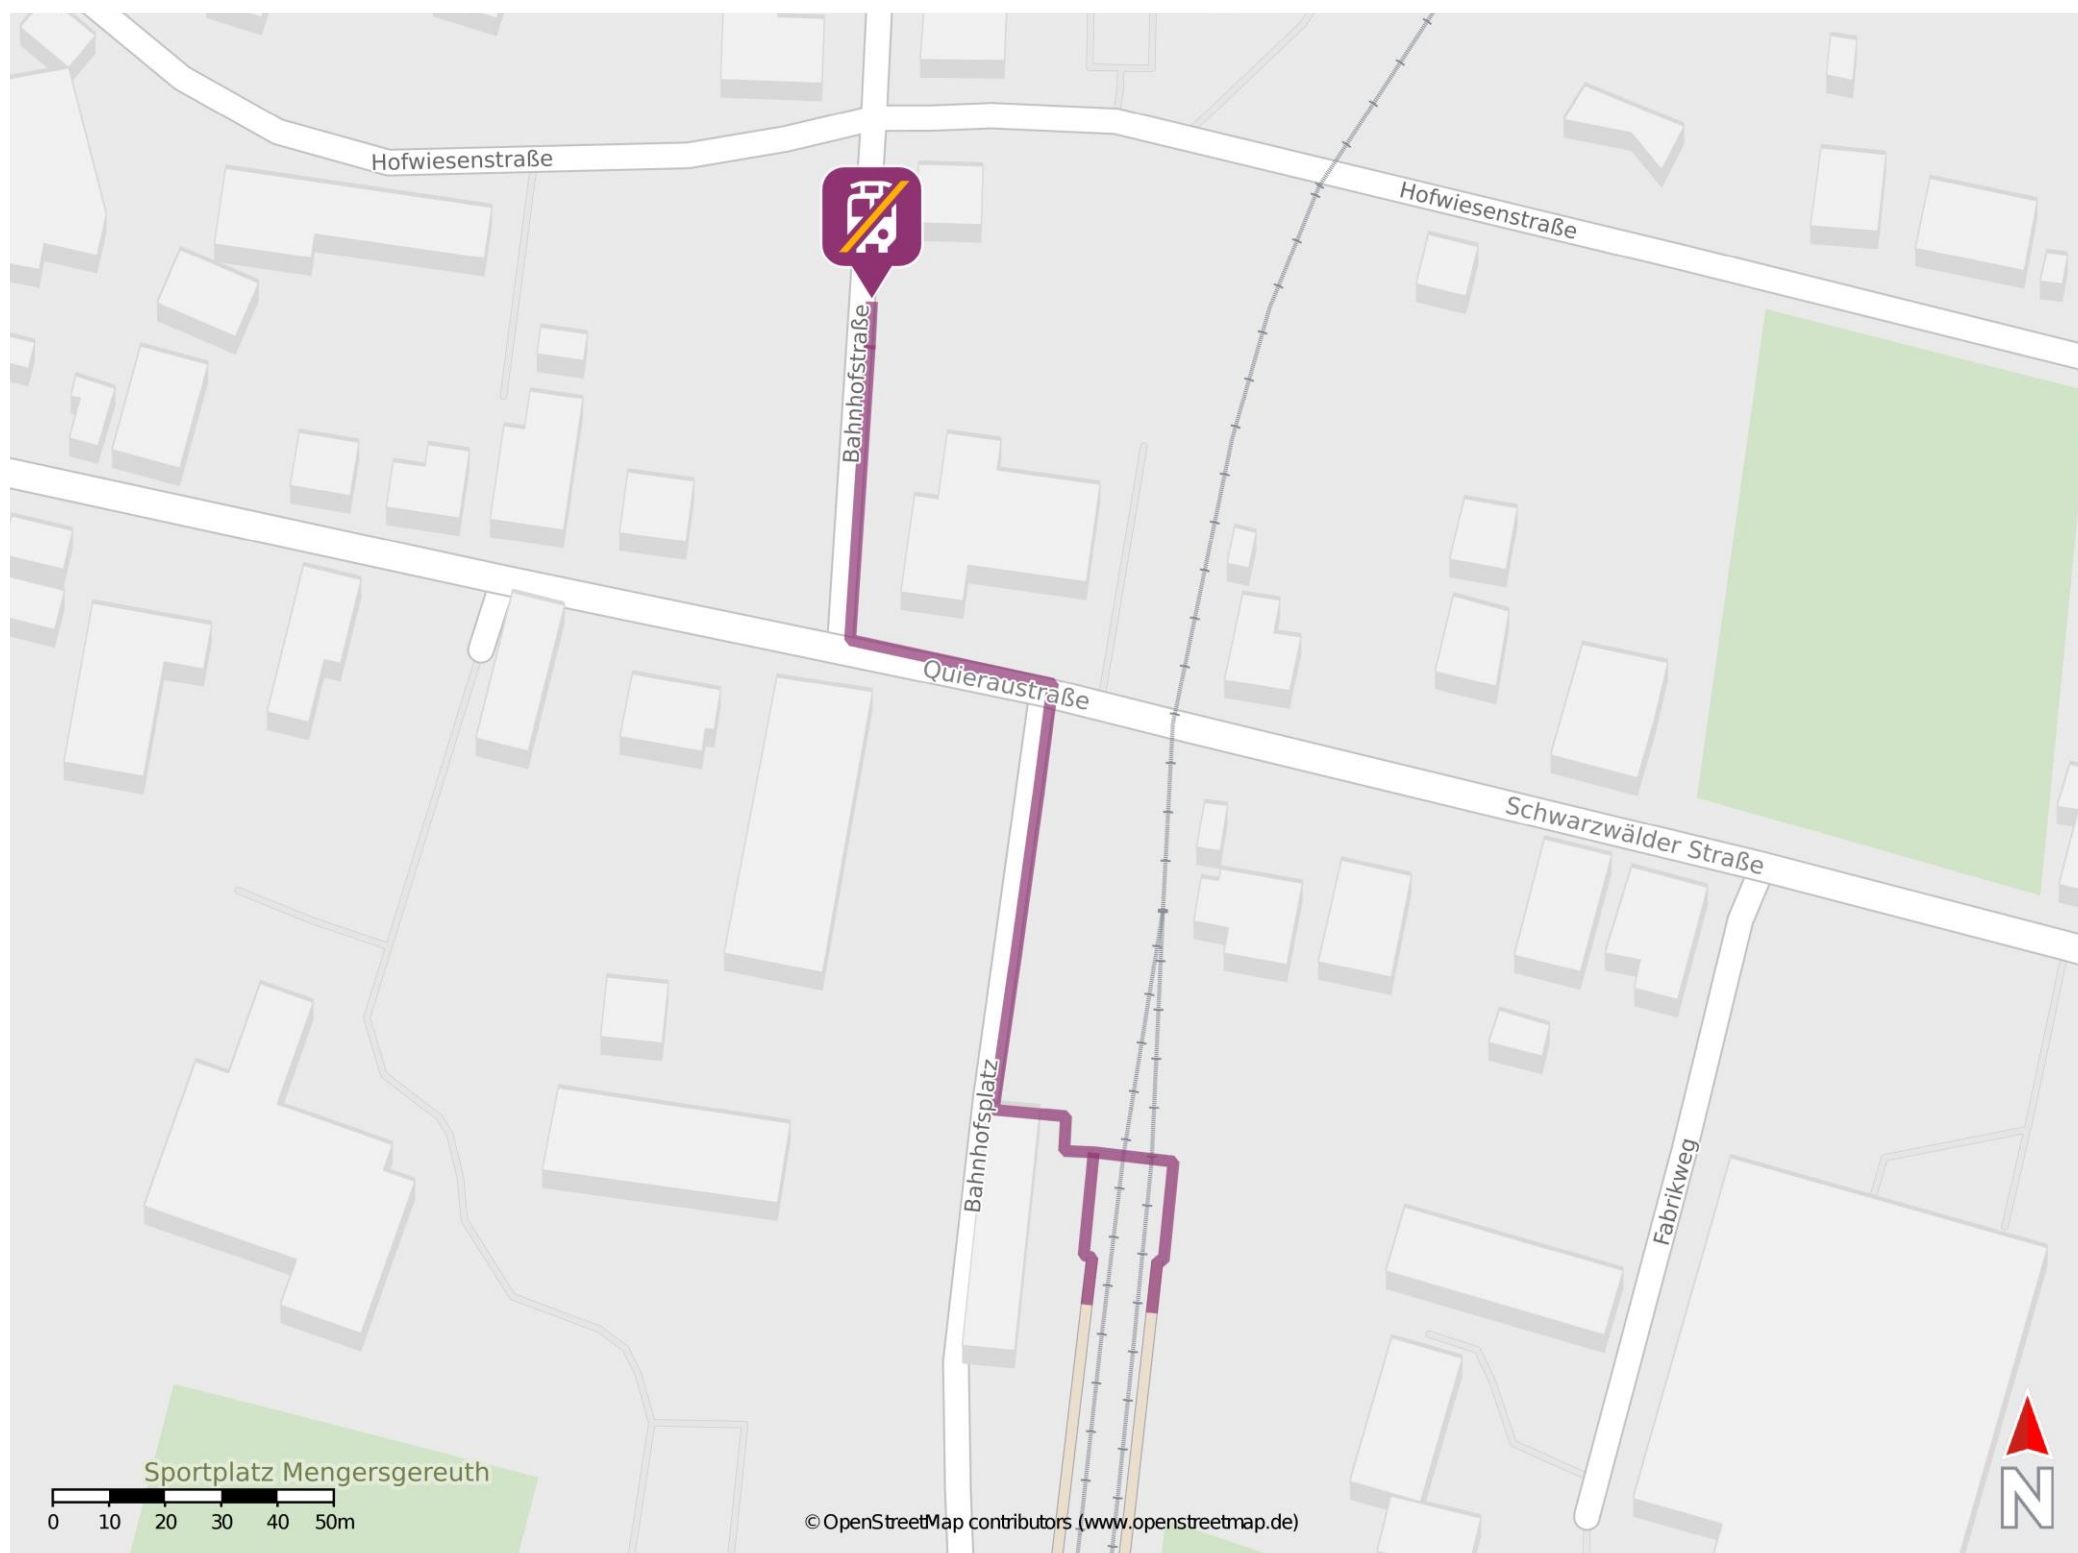 Hofwiesenstraße
Hofwiesenstraße
Bahnhofstraße
Quieraustraße
Schwarzwälder Straße
Bahnhofsplatz
Fabrikweg
Sportplatz Mengersgereuth
0 10 20 30 40 50m
© OpenStreetMap contributors (www.openstreetmap.de)
N